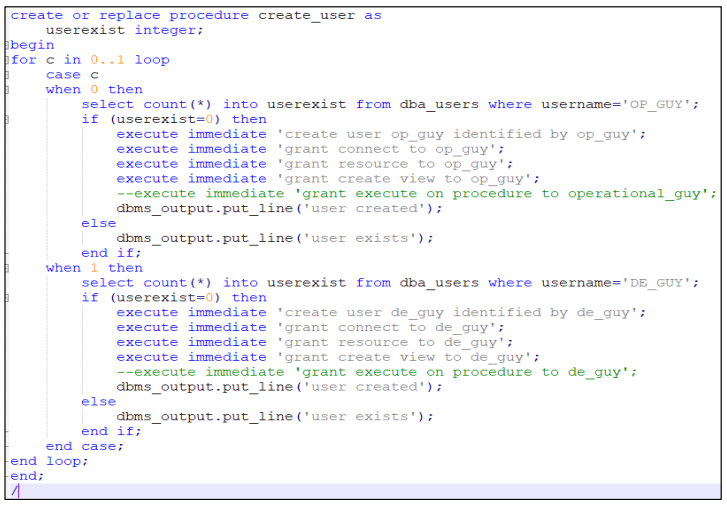 create or replace procedure create_user as
    userexist integer;
begin
for c in 0..1 loop
    case c
    when 0 then
        select count(*) into userexist from dba_users where username='OP_GUY';
        if (userexist=0) then
            execute immediate 'create user op_guy identified by op_guy';
            execute immediate 'grant connect to op_guy';
            execute immediate 'grant resource to op_guy';
            execute immediate 'grant create view to op_guy';
            --execute immediate 'grant execute on procedure to operational_guy';
            dbms_output.put_line('user created');
        else
            dbms_output.put_line('user exists');
        end if;
    when 1 then
        select count(*) into userexist from dba_users where username='DE_GUY';
        if (userexist=0) then
            execute immediate 'create user de_guy identified by de_guy';
            execute immediate 'grant connect to de_guy';
            execute immediate 'grant resource to de_guy';
            execute immediate 'grant create view to de_guy';
            --execute immediate 'grant execute on procedure to de_guy';
            dbms_output.put_line('user created');
        else
            dbms_output.put_line('user exists');
        end if;
    end case;
end loop;
end;
/